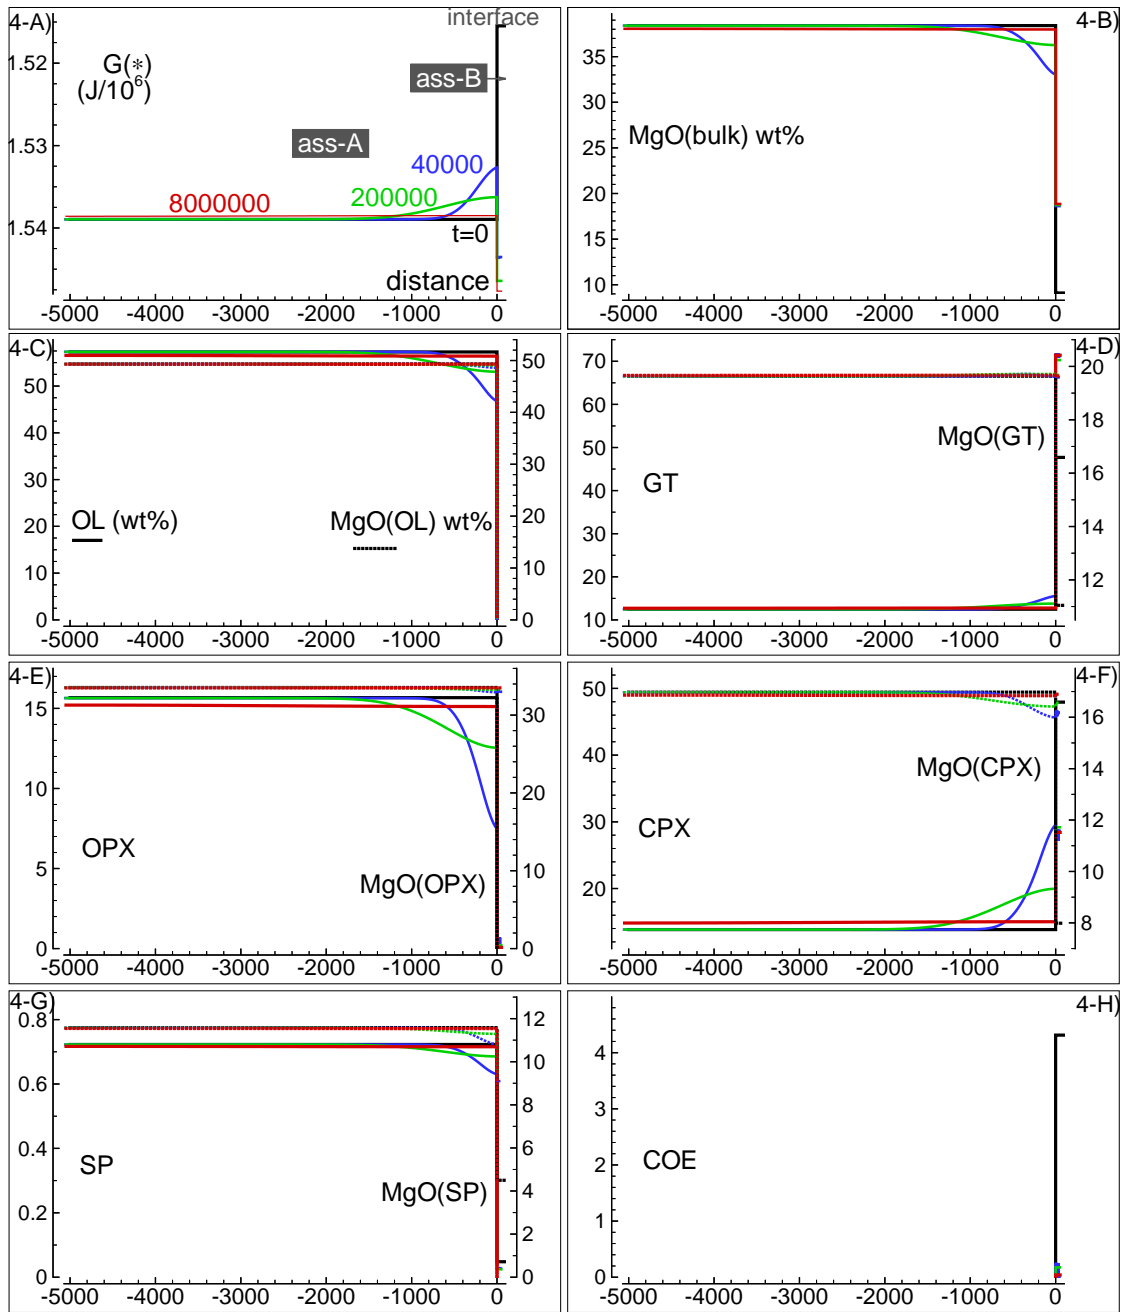 4-A)
interface
1.52
G(*)
(J/10⁶)
ass-B
1.53
ass-A
40000
200000
8000000
1.54
t=0
distance
-5000 -4000 -3000 -2000 -1000 0
4-B)
35
30
MgO(bulk) wt%
25
20
15
10
-5000 -4000 -3000 -2000 -1000 0
4-C)
50 50
40 40
30 30
OL (wt%) MgO(OL) wt%
20 20
10 10
0 0
-5000 -4000 -3000 -2000 -1000 0
4-D)
70 20
60 18
MgO(GT)
50 16
GT
40 14
30
20 12
10
-5000 -4000 -3000 -2000 -1000 0
4-E)
15 30
10 20
OPX
5 10
MgO(OPX)
0 0
-5000 -4000 -3000 -2000 -1000 0
4-F)
50 16
MgO(CPX)
40 14
30 12
CPX
20 10
8
-5000 -4000 -3000 -2000 -1000 0
4-G)
0.8 12
0.6 10
8
0.4 6
SP
MgO(SP)
4
0.2 2
0 0
-5000 -4000 -3000 -2000 -1000 0
4-H)
4
3
2
COE
1
0
-5000 -4000 -3000 -2000 -1000 0